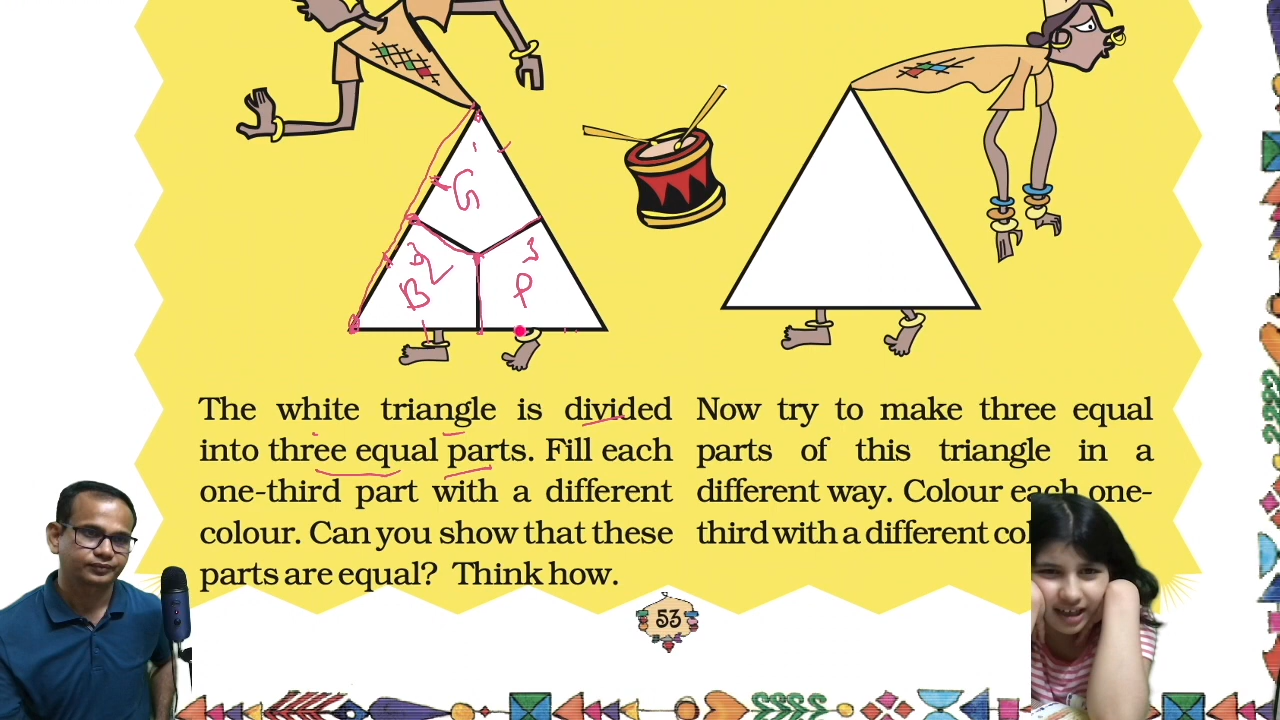 G
B
P
The white triangle is divided
into three equal parts. Fill each
one-third part with a different
colour. Can you show that these
parts are equal? Think how.
Now try to make three equal
parts of this triangle in a
different way. Colour each one-
third with a different
53